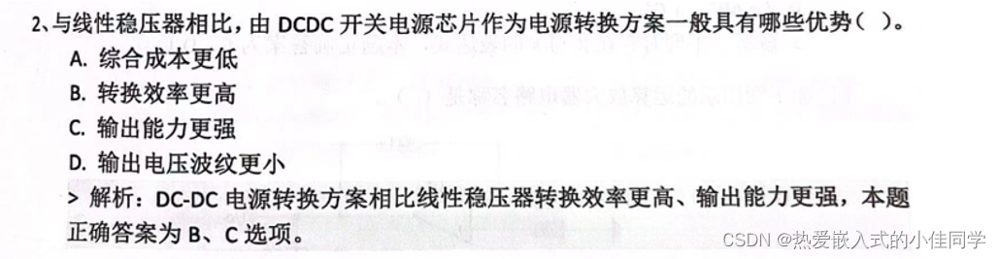 2、与线性稳压器相比，由 DCDC 开关电源芯片作为电源转换方案一般具有哪些优势（ ）。
A. 综合成本更低
B. 转换效率更高
C. 输出能力更强
D. 输出电压波纹更小
> 解析：DC-DC 电源转换方案相比线性稳压器转换效率更高、输出能力更强，本题
正确答案为 B、C 选项。
CSDN @热爱嵌入式的小佳同学